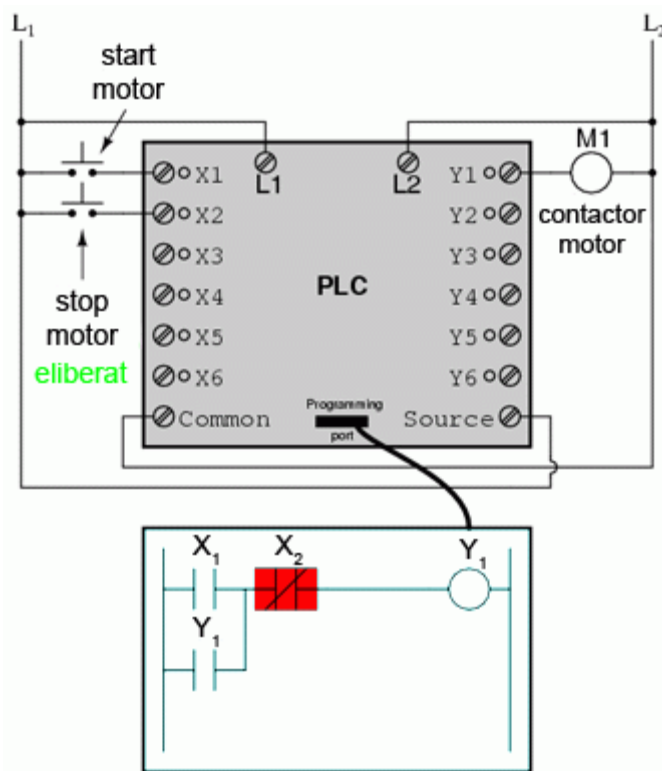 L1 L2
start
motor
M1
L1 L2
X1 Y1
X2 Y2
contactor
motor
X3 Y3
stop
motor
eliberat
X4 PLC Y4
X5 Y5
X6 Y6
Programming
port
Common Source
X1 X2 Y1
Y1